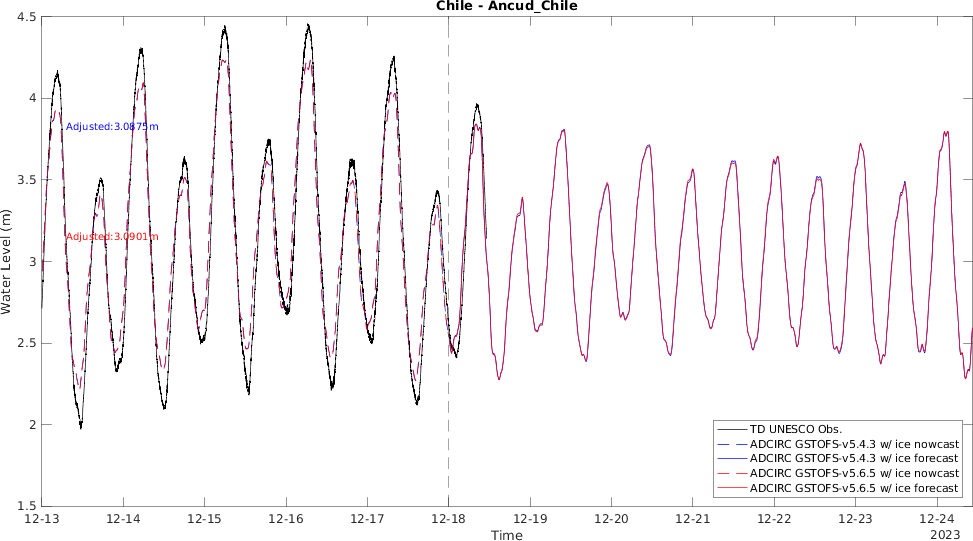 Chile - Ancud_Chile
4.5
4
3.5
3
2.5
2
1.5
Water Level (m)
Adjusted:3.0875m
Adjusted:3.0901m
TD UNESCO Obs.
ADCIRC GSTOFS-v5.4.3 w/ ice nowcast
ADCIRC GSTOFS-v5.4.3 w/ ice forecast
ADCIRC GSTOFS-v5.6.5 w/ ice nowcast
ADCIRC GSTOFS-v5.6.5 w/ ice forecast
12-13 12-14 12-15 12-16 12-17 12-18 12-19 12-20 12-21 12-22 12-23 12-24
Time
2023